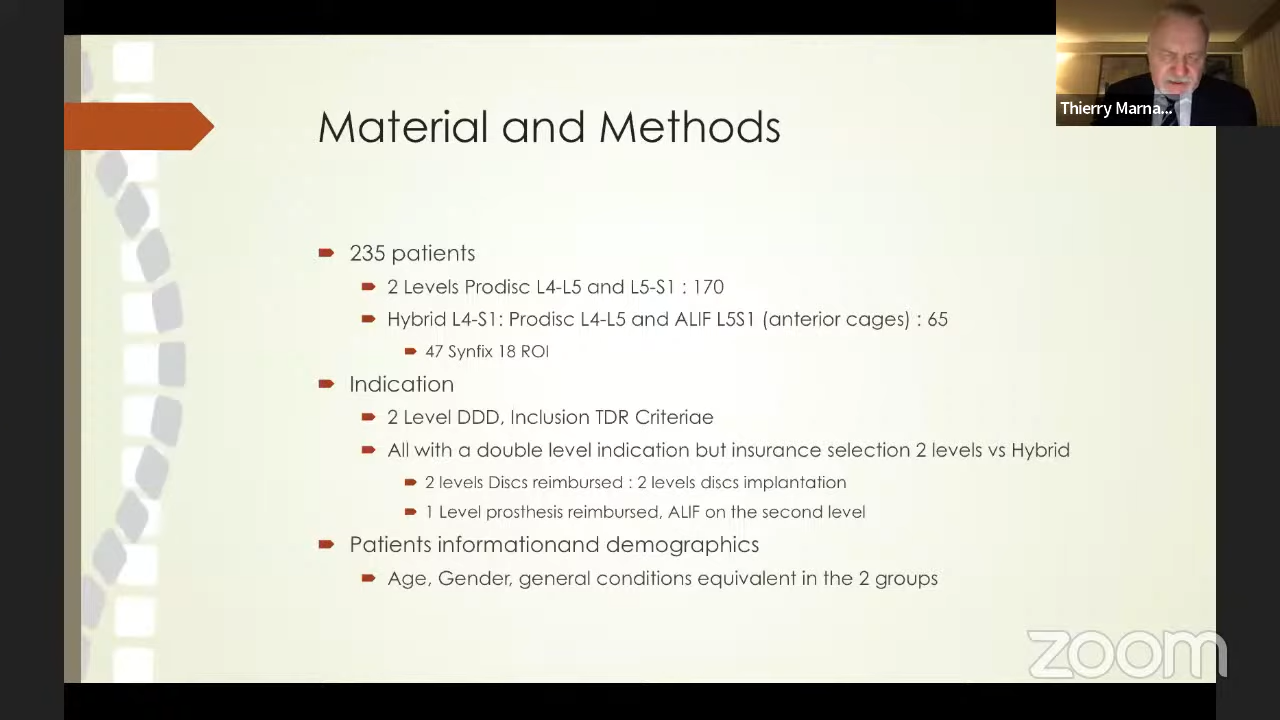 Thierry Marna...
Material and Methods
235 patients
2 Levels Prodisc L4-L5 and L5-S1 : 170
Hybrid L4-S1: Prodisc L4-L5 and ALIF L5S1 (anterior cages) : 65
47 Synfix 18 ROI
Indication
2 Level DDD, Inclusion TDR Criteriae
All with a double level indication but insurance selection 2 levels vs Hybrid
2 levels Discs reimbursed : 2 levels discs implantation
1 Level prosthesis reimbursed, ALIF on the second level
Patients informationand demographics
Age, Gender, general conditions equivalent in the 2 groups
zoom